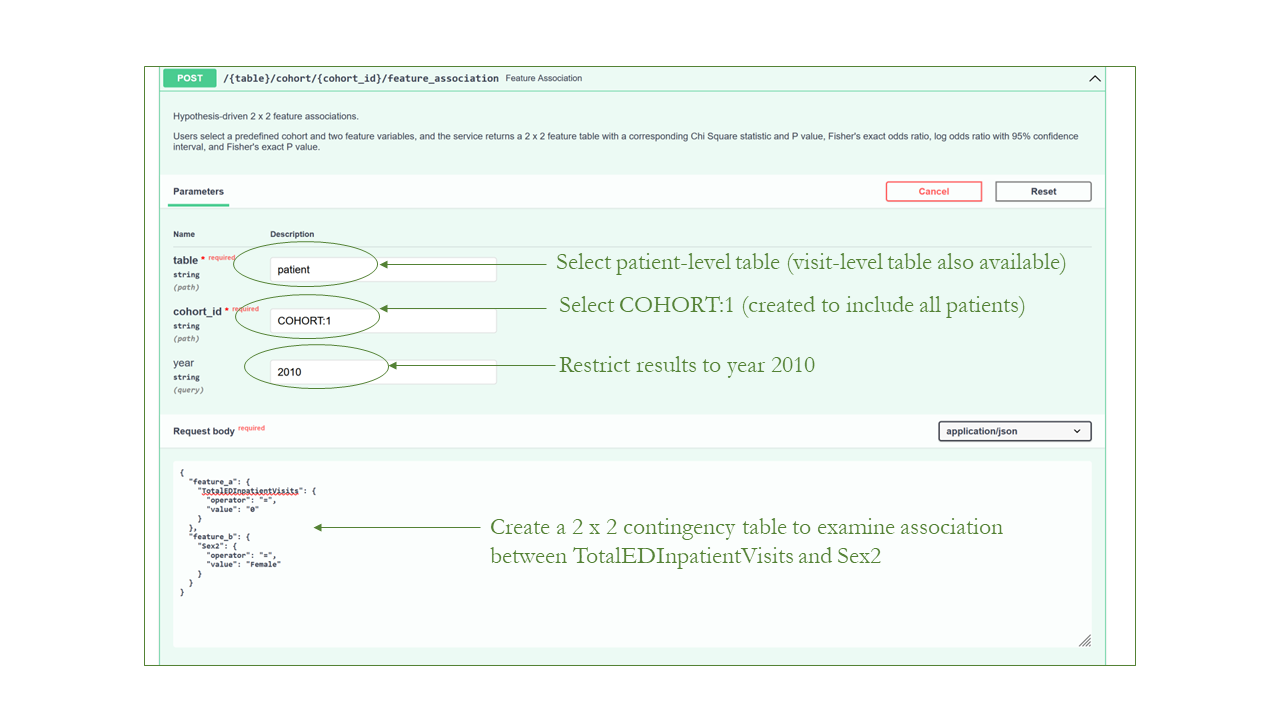 POST /{table}/cohort/{cohort_id}/feature_association Feature Association
Hypothesis-driven 2 x 2 feature associations.
Users select a predefined cohort and two feature variables, and the service returns a 2 x 2 feature table with a corresponding Chi Square statistic and P value, Fisher's exact odds ratio, log odds ratio with 95% confidence
interval, and Fisher's exact P value.
Parameters Cancel Reset
Name Description
table * required
string
(path)
patient
Select patient-level table (visit-level table also available)
cohort_id * required
string
(path)
COHORT:1
Select COHORT:1 (created to include all patients)
year
string
(query)
2010
Restrict results to year 2010
Request body required application/json
{
"feature_a": {
"TotalEDInpatientVisits": {
"operator": "=",
"value": "0"
}
},
"feature_b": {
"Sex2": {
"operator": "=",
"value": "Female"
}
}
}
Create a 2 x 2 contingency table to examine association
between TotalEDInpatientVisits and Sex2